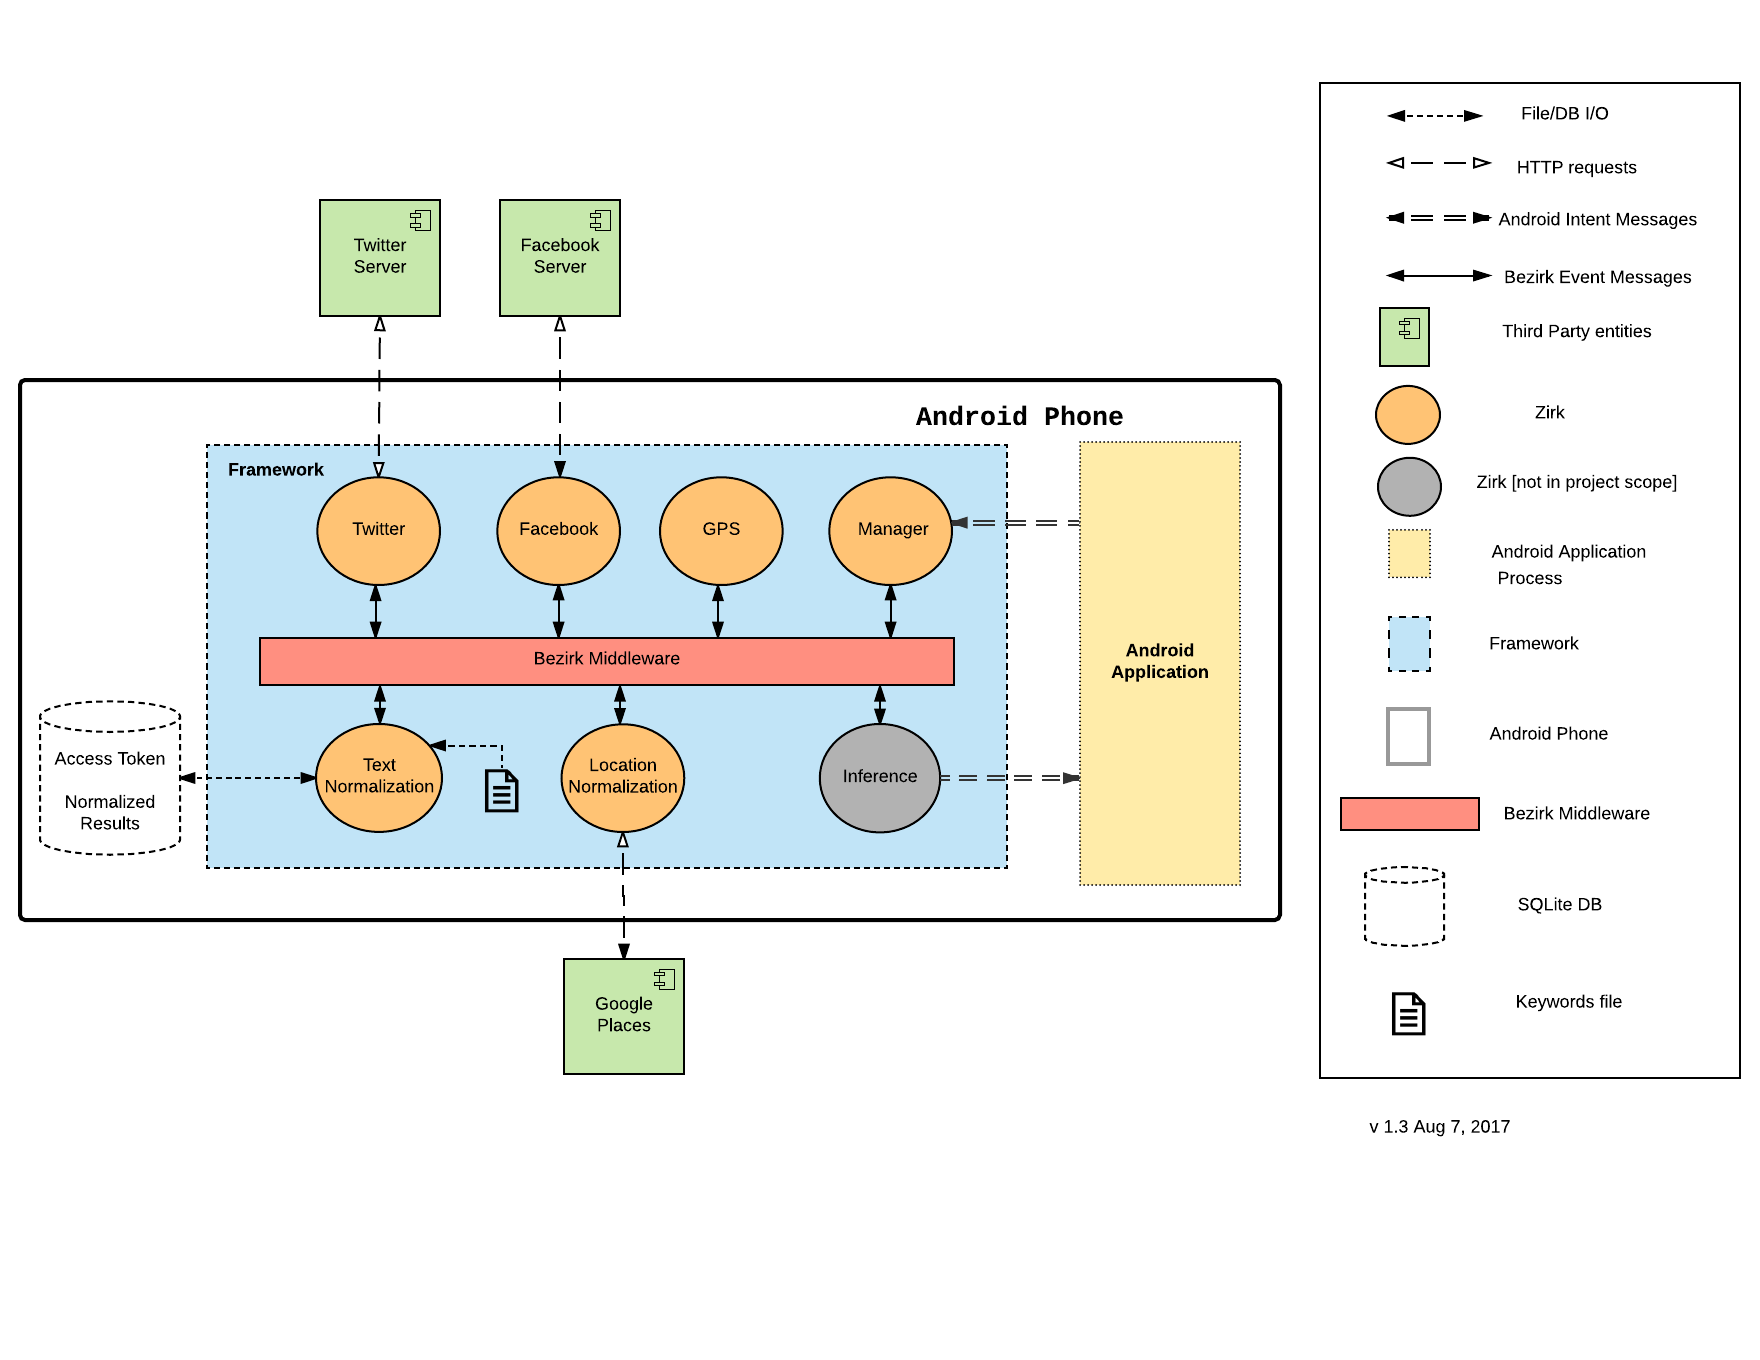 Twitter
Server
Facebook
Server
Android Phone
Framework
Twitter
Facebook
GPS
Manager
Bezirk Middleware
Android
Application
Access Token
Normalized
Results
Text
Normalization
Location
Normalization
Inference
Google
Places
File/DB I/O
HTTP requests
Android Intent Messages
Bezirk Event Messages
Third Party entities
Zirk
Zirk [not in project scope]
Android Application
Process
Framework
Android Phone
Bezirk Middleware
SQLite DB
Keywords file
v 1.3 Aug 7, 2017